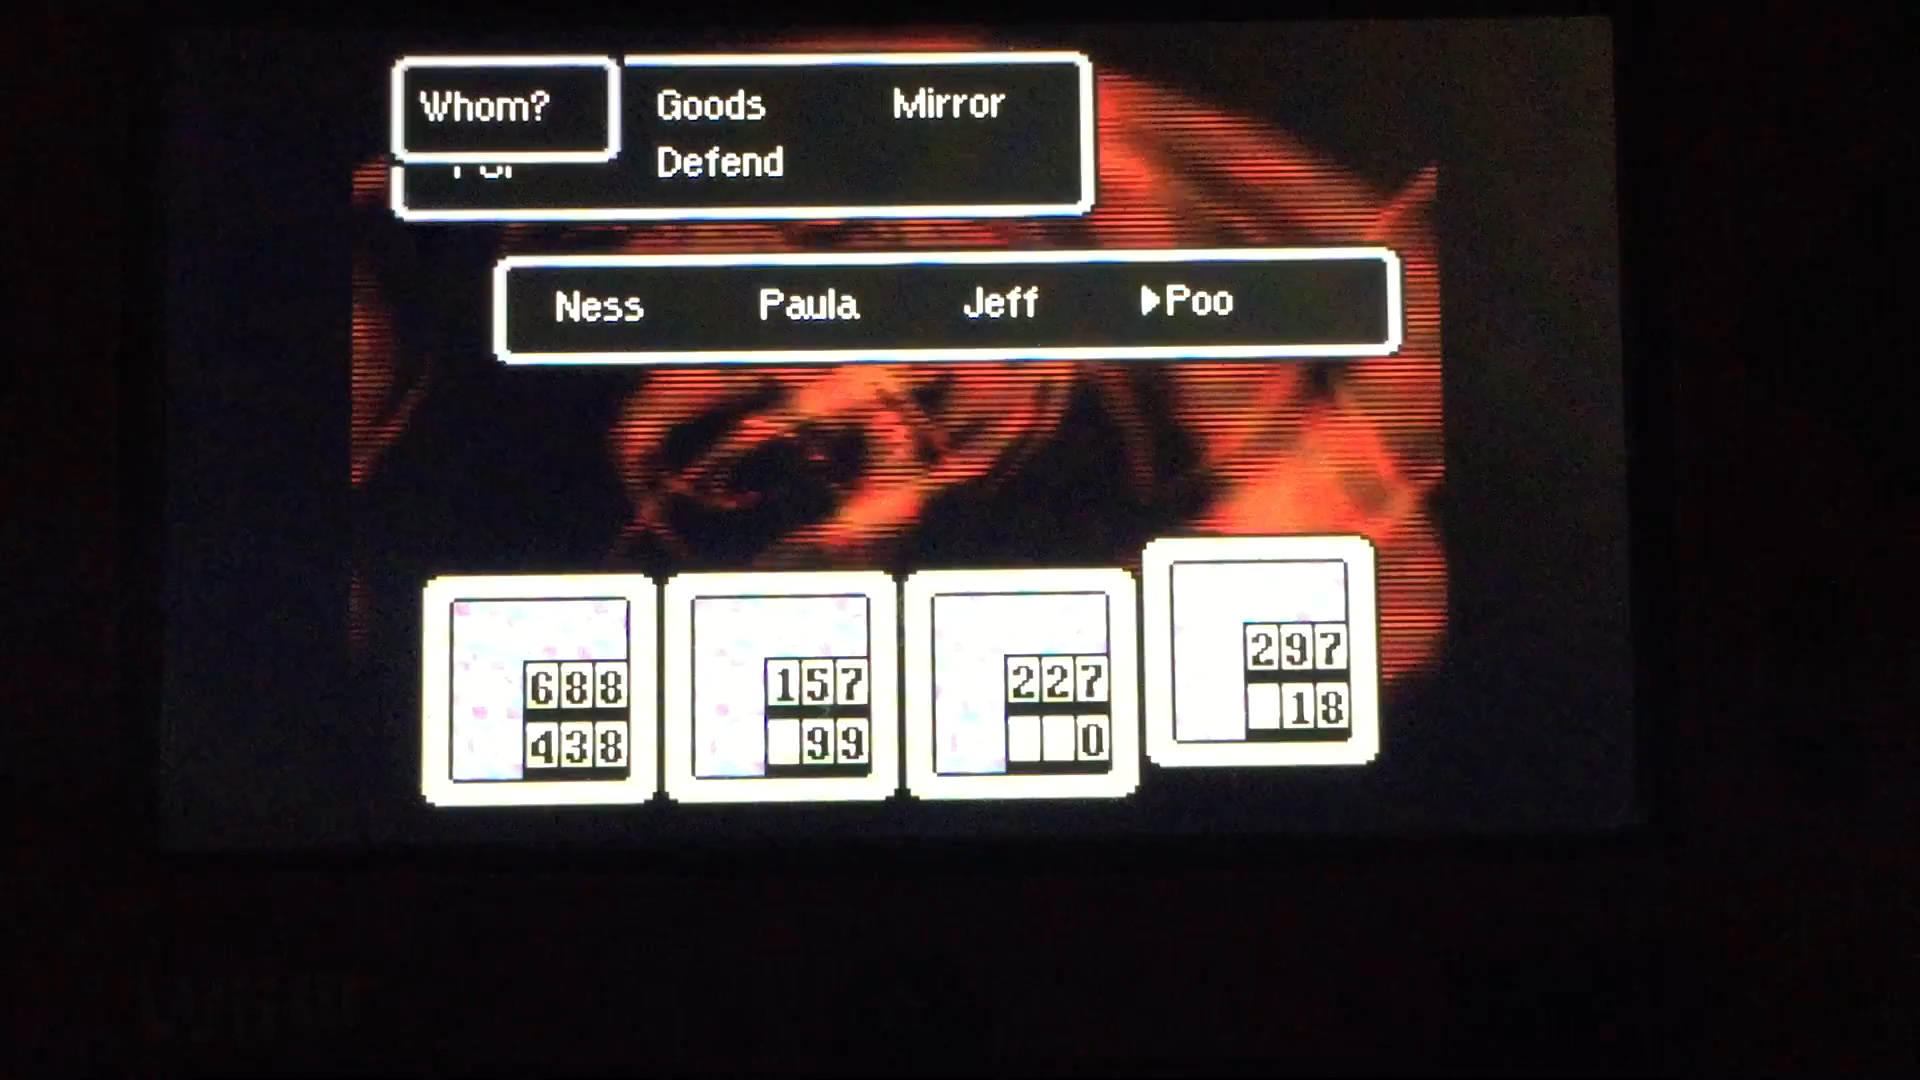 Whom? Goods Mirror
Defend
Ness Paula Jeff Poo
688 157 227 297
438 99 0 18